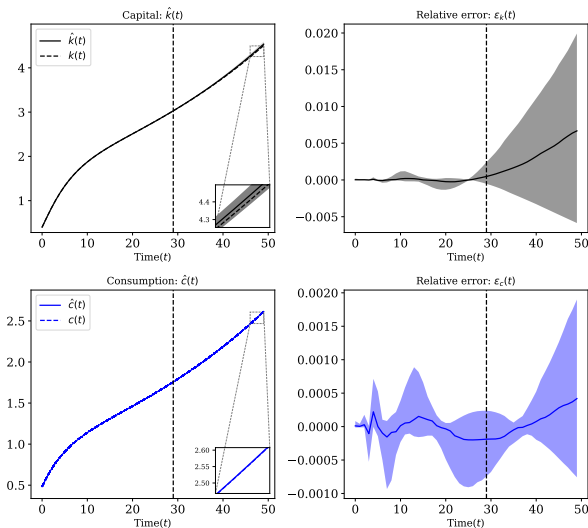 Capital: k̂(t)
k̂(t)
k(t)
4
3
2
1
4.4
4.3
0 10 20 30 40 50
Time(t)
Relative error: ε_k(t)
0.020
0.015
0.010
0.005
0.000
−0.005
0 10 20 30 40 50
Time(t)
Consumption: ĉ(t)
ĉ(t)
c(t)
2.5
2.0
1.5
1.0
0.5
2.60
2.55
2.50
0 10 20 30 40 50
Time(t)
Relative error: ε_c(t)
0.0020
0.0015
0.0010
0.0005
0.0000
−0.0005
−0.0010
0 10 20 30 40 50
Time(t)